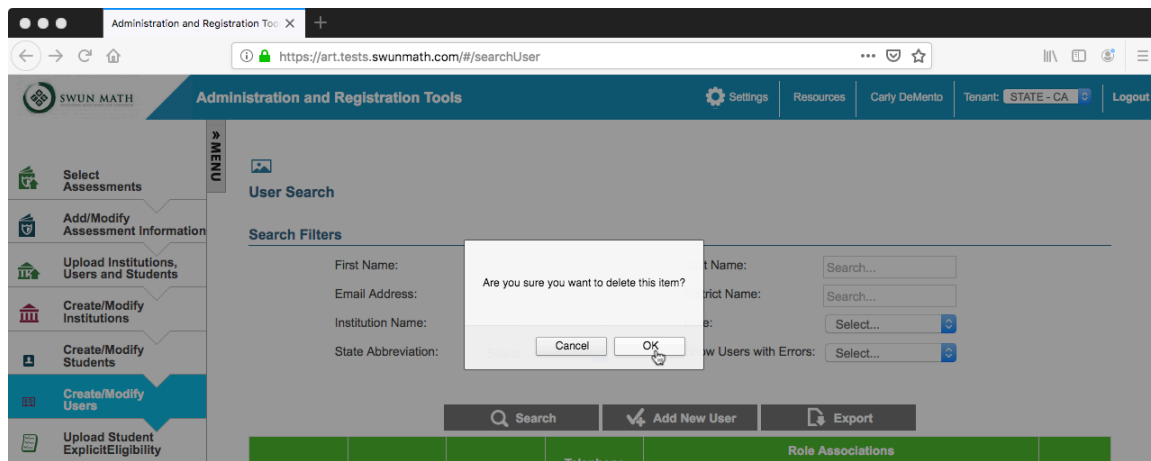 Administration and Registration Too
https://art.tests.swunmath.com/#/searchUser
SWUN MATH
Administration and Registration Tools
Settings
Resources
Carly DeMento
Tenant: STATE - CA
Logout
» MENU
Select
Assessments
Add/Modify
Assessment Information
Upload Institutions,
Users and Students
Create/Modify
Institutions
Create/Modify
Students
Create/Modify
Users
Upload Student
ExplicitEligibility
User Search
Search Filters
First Name:
t Name:
Search...
Email Address:
trict Name:
Search...
Institution Name:
e:
Select...
State Abbreviation:
ow Users with Errors:
Select...
Are you sure you want to delete this item?
Cancel
OK
Search
Add New User
Export
Telephone
Role Associations